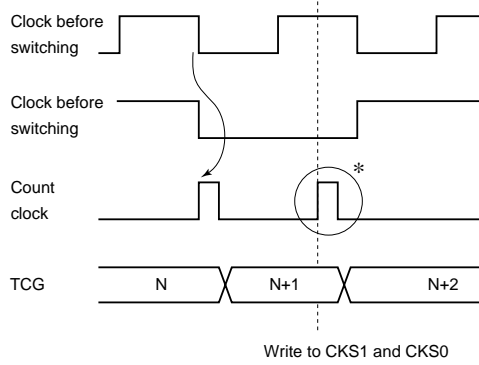 Clock before
switching
Clock before
switching
Count
clock
*
TCG
N
N+1
N+2
Write to CKS1 and CKS0